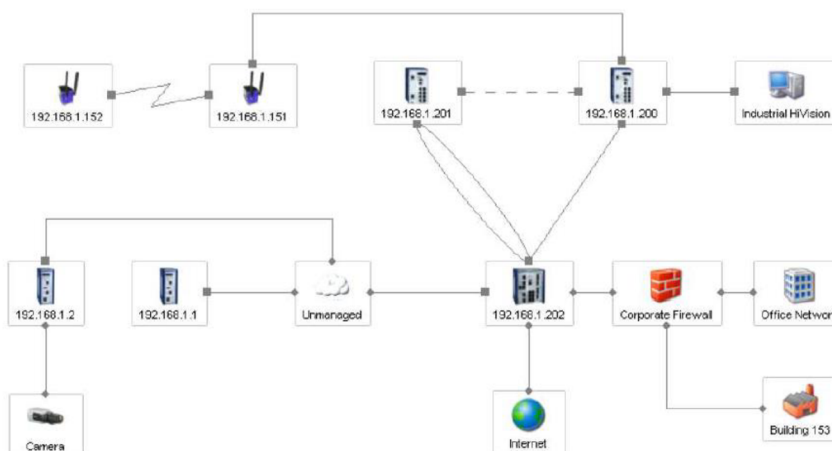 192.168.1.152
192.168.1.151
192.168.1.201
192.168.1.200
Industrial HiVision
192.168.1.2
192.168.1.1
Unmanaged
192.168.1.202
Corporate Firewall
Office Network
Camera
Internet
Building 153